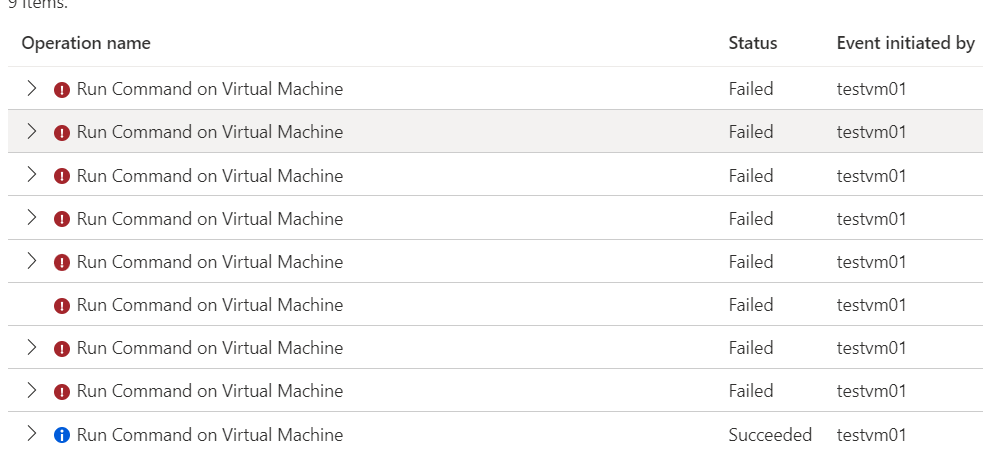 9 items.
Operation name Status Event initiated by
Run Command on Virtual Machine Failed testvm01
Run Command on Virtual Machine Failed testvm01
Run Command on Virtual Machine Failed testvm01
Run Command on Virtual Machine Failed testvm01
Run Command on Virtual Machine Failed testvm01
Run Command on Virtual Machine Failed testvm01
Run Command on Virtual Machine Failed testvm01
Run Command on Virtual Machine Failed testvm01
Run Command on Virtual Machine Succeeded testvm01